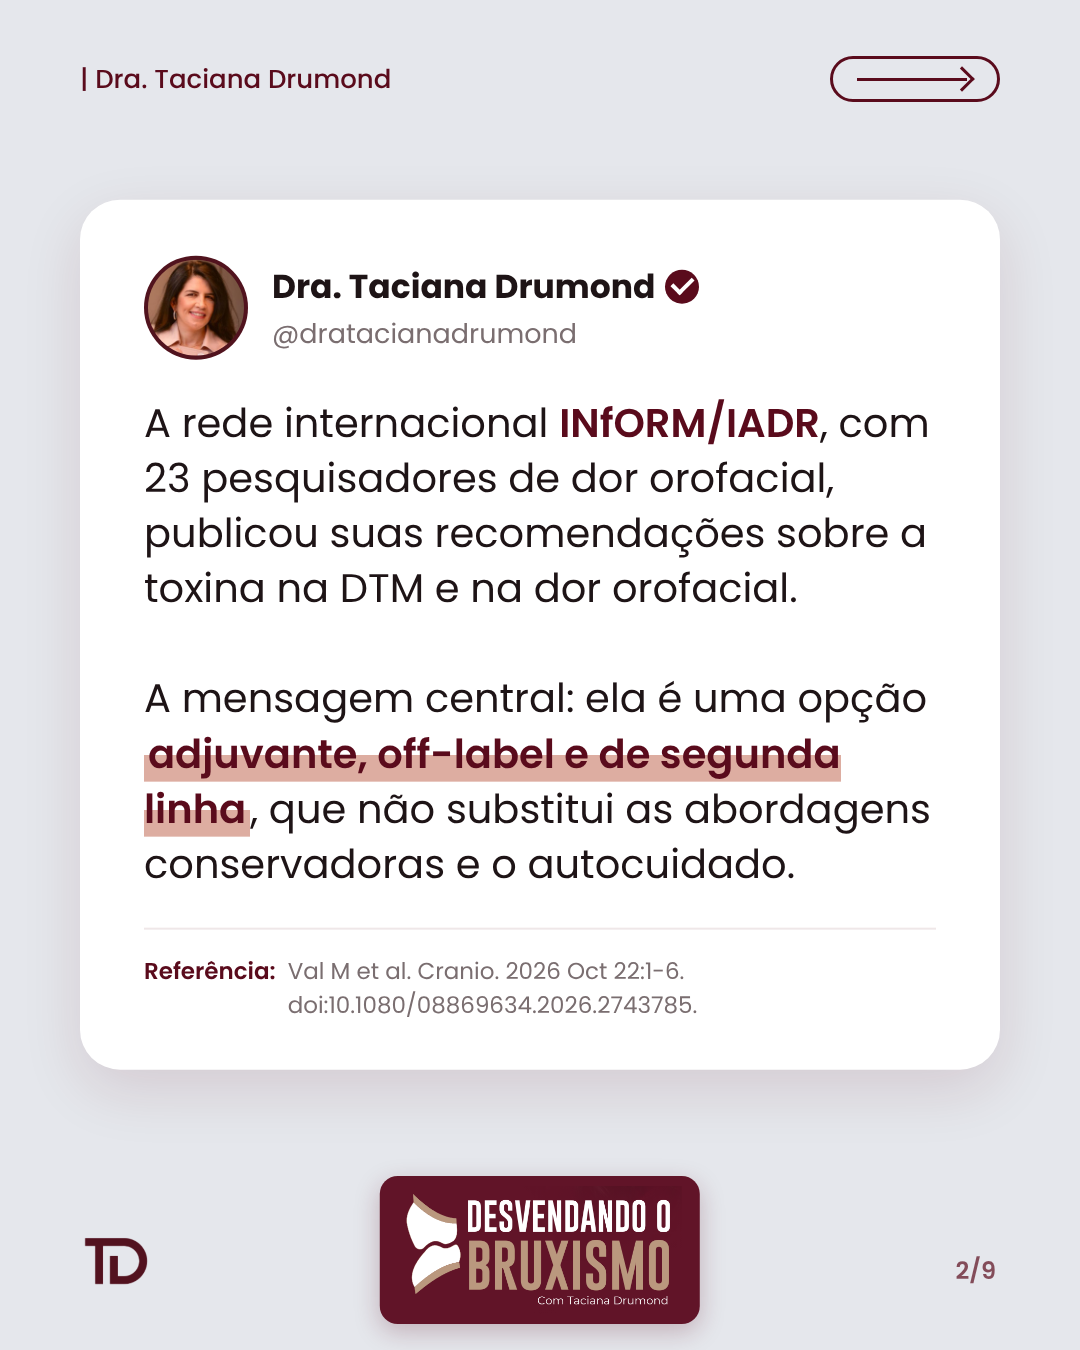 | Dra. Taciana Drumond
Dra. Taciana Drumond
@dratacianadrumond
A rede internacional INfORM/IADR, com
23 pesquisadores de dor orofacial,
publicou suas recomendações sobre a
toxina na DTM e na dor orofacial.
A mensagem central: ela é uma opção
adjuvante, off-label e de segunda
linha, que não substitui as abordagens
conservadoras e o autocuidado.
Referência: Val M et al. Cranio. 2026 Oct 22:1-6.
doi:10.1080/08869634.2026.2743785.
DESVENDANDO O
BRUXISMO
Com Taciana Drumond
TD
2/9